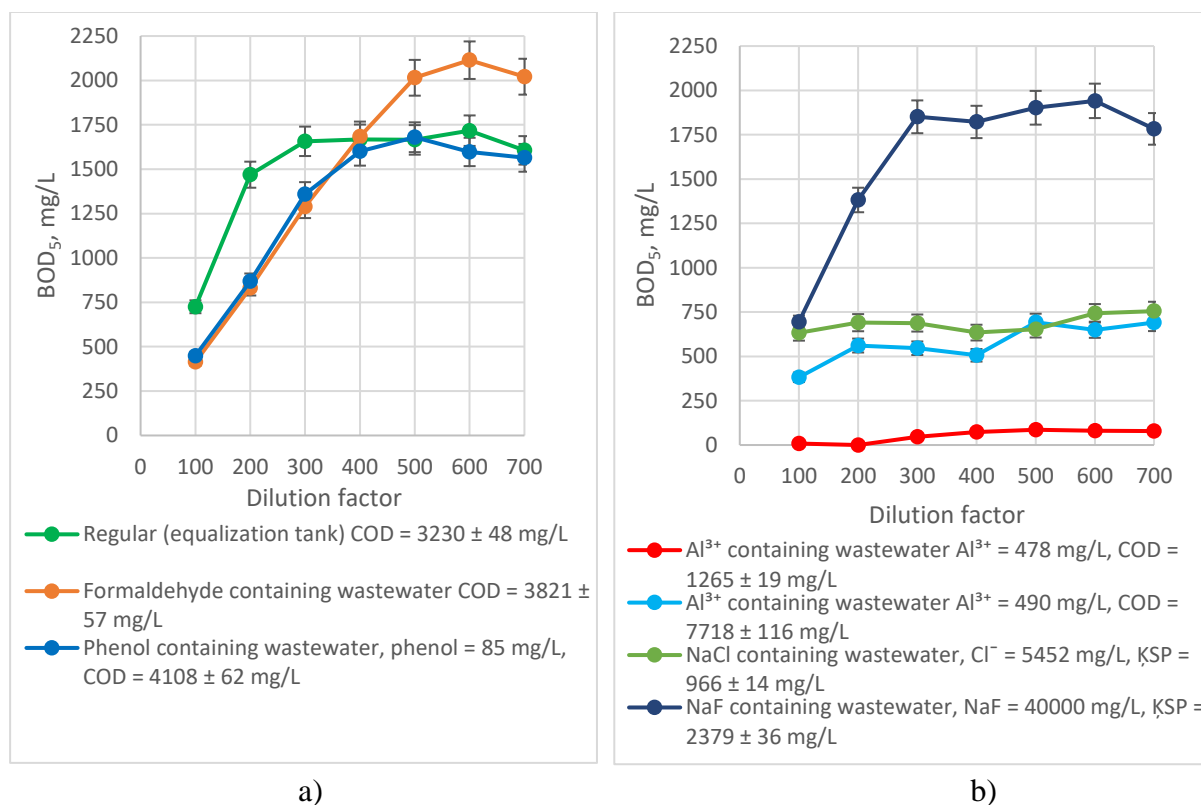 2250
2000
1750
1500
1250
1000
750
500
250
0
BOD₅, mg/L
0 100 200 300 400 500 600 700
Dilution factor
Regular (equalization tank) COD = 3230 ± 48 mg/L
Formaldehyde containing wastewater COD = 3821 ±
57 mg/L
Phenol containing wastewater, phenol = 85 mg/L,
COD = 4108 ± 62 mg/L
a)
2250
2000
1750
1500
1250
1000
750
500
250
0
BOD₅, mg/L
0 100 200 300 400 500 600 700
Dilution factor
Al³⁺ containing wastewater Al³⁺ = 478 mg/L, COD =
1265 ± 19 mg/L
Al³⁺ containing wastewater Al³⁺ = 490 mg/L, COD =
7718 ± 116 mg/L
NaCl containing wastewater, Cl⁻ = 5452 mg/L, ĶSP =
966 ± 14 mg/L
NaF containing wastewater, NaF = 40000 mg/L, ĶSP =
2379 ± 36 mg/L
b)